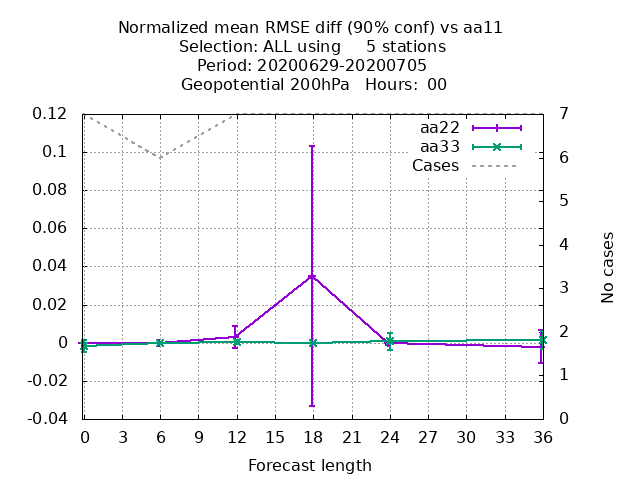 Normalized mean RMSE diff (90% conf) vs aa11
Selection: ALL using     5 stations
Period: 20200629-20200705
Geopotential 200hPa   Hours:  00
0.12
0.1
0.08
0.06
0.04
0.02
0
-0.02
-0.04
aa22
aa33
Cases
7
6
5
4
3
2
1
0
No cases
0 3 6 9 12 15 18 21 24 27 30 33 36
Forecast length